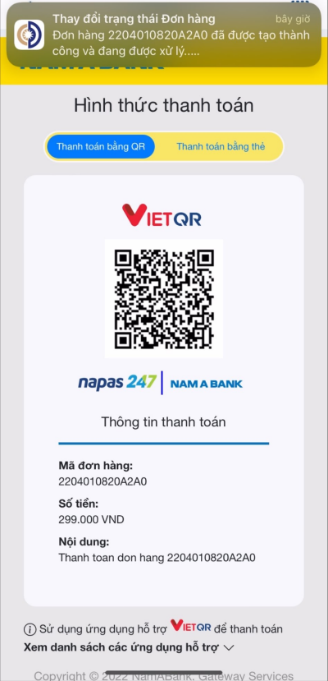 Thay đổi trạng thái Đơn hàng
bây giờ
Đơn hàng 2204010820A2A0 đã được tạo thành
công và đang được xử lý.....
NAM A BANK
Hình thức thanh toán
Thanh toán bằng QR
Thanh toán bằng thẻ
VIETQR
napas 247
NAM A BANK
Thông tin thanh toán
Mã đơn hàng:
2204010820A2A0
Số tiền:
299.000 VND
Nội dung:
Thanh toan don hang 2204010820A2A0
Sử dụng ứng dụng hỗ trợ VIETQR để thanh toán
Xem danh sách các ứng dụng hỗ trợ
Copyright © 2022 NamABank. Gateway Services